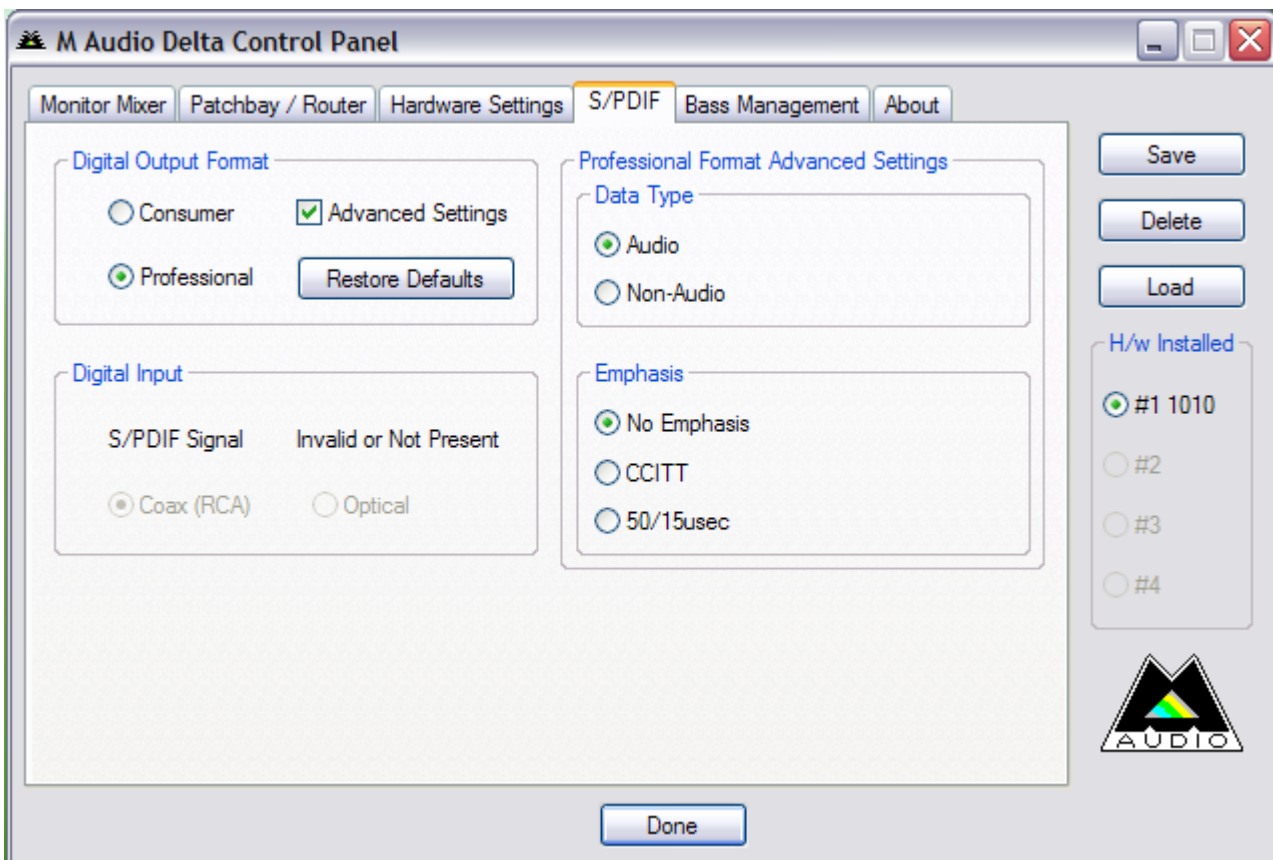 M Audio Delta Control Panel
Monitor Mixer
Patchbay / Router
Hardware Settings
S/PDIF
Bass Management
About
Digital Output Format
Consumer
Advanced Settings
Professional
Restore Defaults
Digital Input
S/PDIF Signal
Invalid or Not Present
Coax (RCA)
Optical
Professional Format Advanced Settings
Data Type
Audio
Non-Audio
Emphasis
No Emphasis
CCITT
50/15usec
Save
Delete
Load
H/w Installed
#1 1010
#2
#3
#4
M
AUDIO
Done